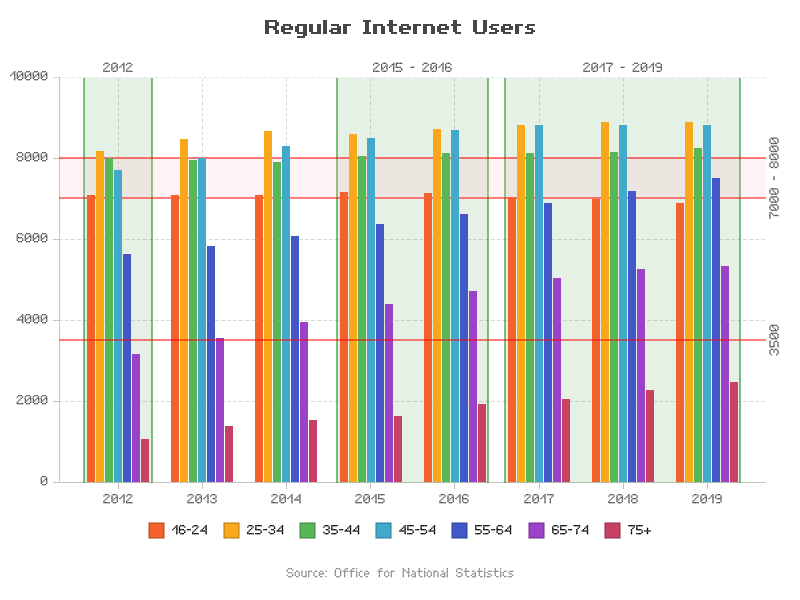 Regular Internet Users
2012 2015 - 2016 2017 - 2019
10000
8000
6000
4000
2000
0
7000 - 8000
3500
2012 2013 2014 2015 2016 2017 2018 2019
16-24 25-34 35-44 45-54 55-64 65-74 75+
Source: Office for National Statistics